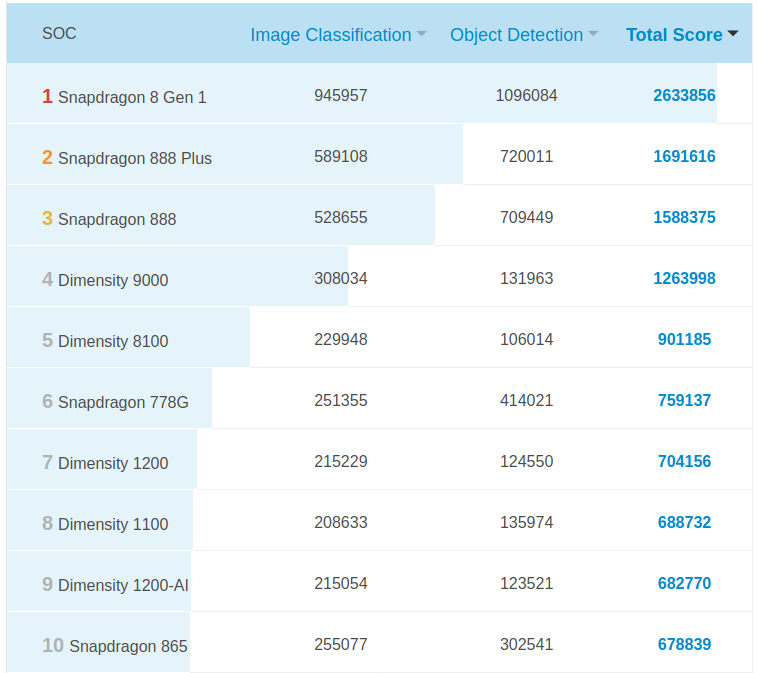 SOC Image Classification Object Detection Total Score
1 Snapdragon 8 Gen 1 945957 1096084 2633856
2 Snapdragon 888 Plus 589108 720011 1691616
3 Snapdragon 888 528655 709449 1588375
4 Dimensity 9000 308034 131963 1263998
5 Dimensity 8100 229948 106014 901185
6 Snapdragon 778G 251355 414021 759137
7 Dimensity 1200 215229 124550 704156
8 Dimensity 1100 208633 135974 688732
9 Dimensity 1200-AI 215054 123521 682770
10 Snapdragon 865 255077 302541 678839